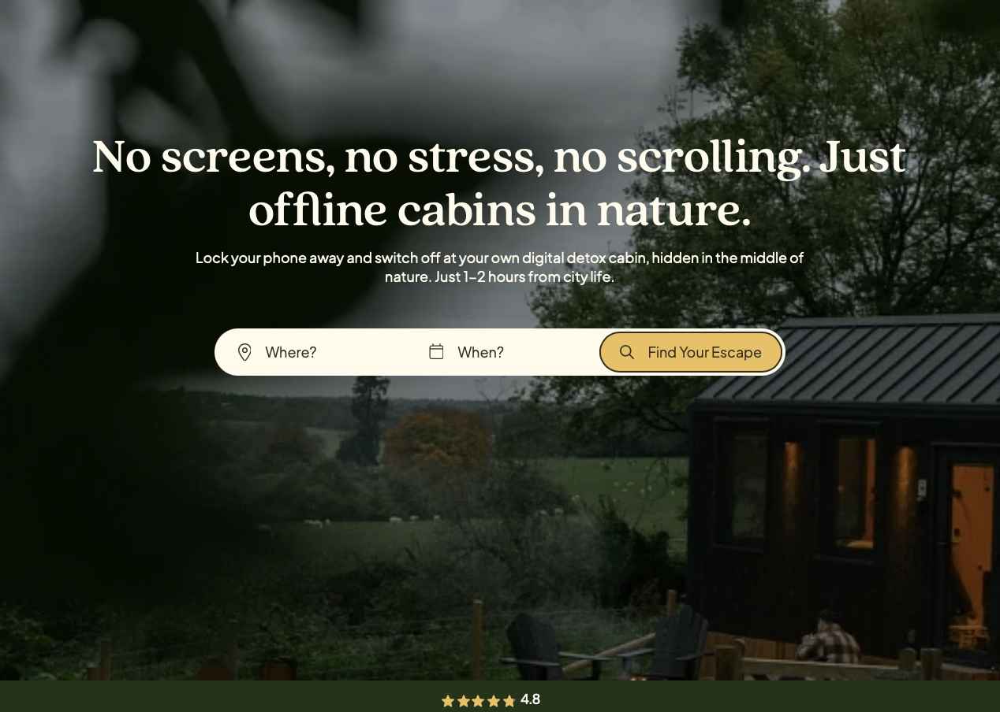 No screens, no stress, no scrolling. Just
offline cabins in nature.
Lock your phone away and switch off at your own digital detox cabin, hidden in the middle of
nature. Just 1–2 hours from city life.
Where?
When?
Find Your Escape
4.8